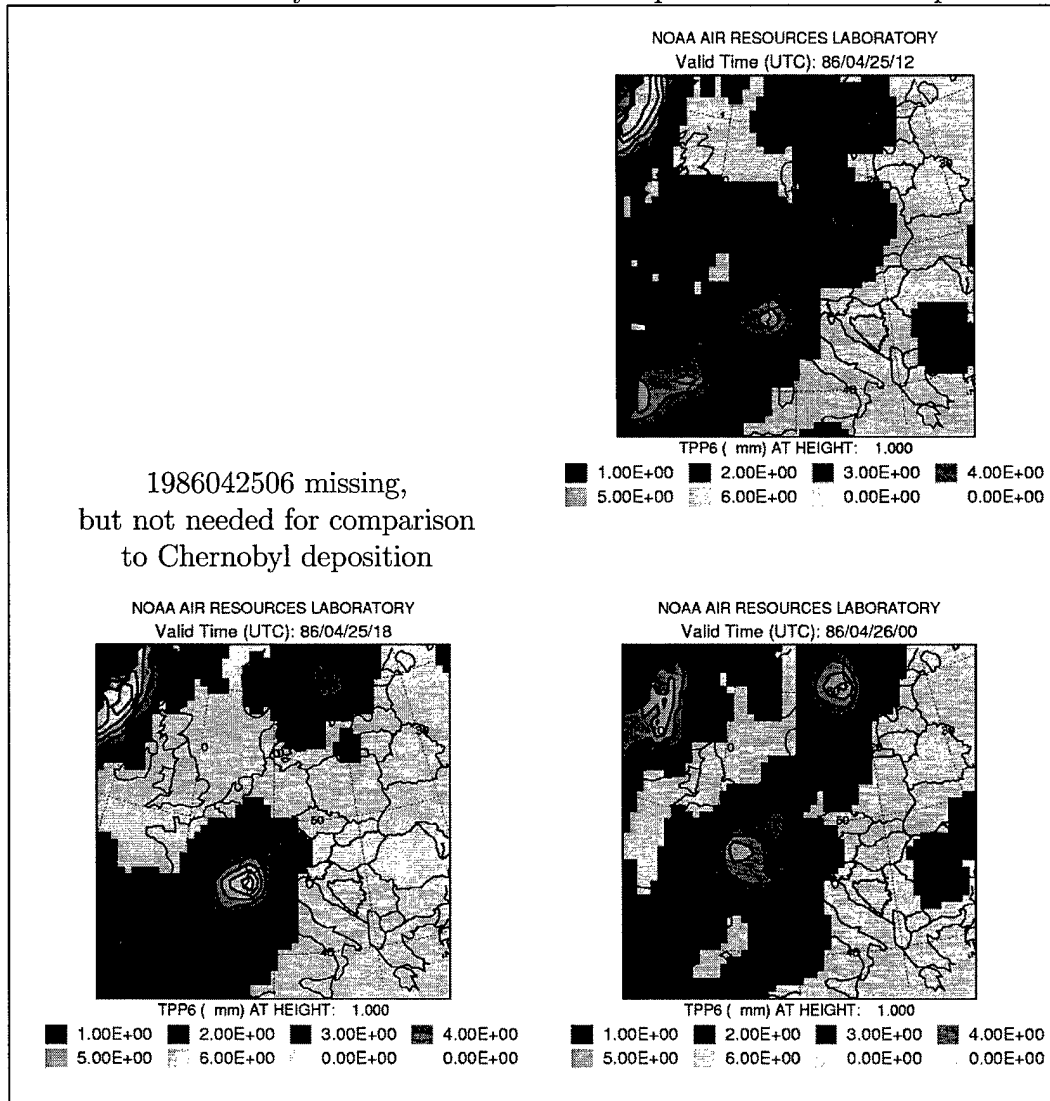 NOAA AIR RESOURCES LABORATORY
Valid Time (UTC): 86/04/25/12
TPP6 ( mm) AT HEIGHT: 1.000
1.00E+00 2.00E+00 3.00E+00 4.00E+00
5.00E+00 6.00E+00 0.00E+00 0.00E+00
1986042506 missing,
but not needed for comparison
to Chernobyl deposition
NOAA AIR RESOURCES LABORATORY
Valid Time (UTC): 86/04/25/18
TPP6 ( mm) AT HEIGHT: 1.000
1.00E+00 2.00E+00 3.00E+00 4.00E+00
5.00E+00 6.00E+00 0.00E+00 0.00E+00
NOAA AIR RESOURCES LABORATORY
Valid Time (UTC): 86/04/26/00
TPP6 ( mm) AT HEIGHT: 1.000
1.00E+00 2.00E+00 3.00E+00 4.00E+00
5.00E+00 6.00E+00 0.00E+00 0.00E+00